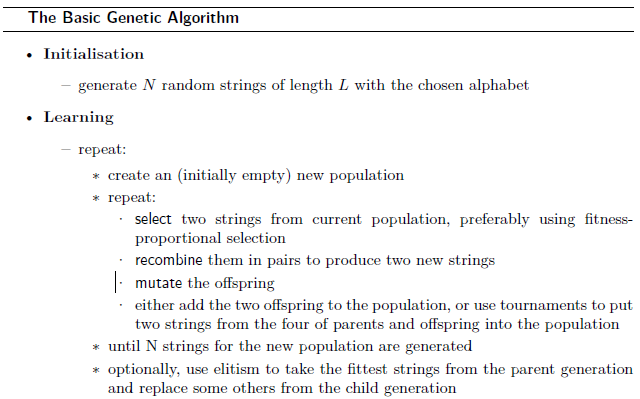 The Basic Genetic Algorithm
• Initialisation
– generate N random strings of length L with the chosen alphabet
• Learning
– repeat:
∗ create an (initially empty) new population
∗ repeat:
· select two strings from current population, preferably using fitness-
proportional selection
· recombine them in pairs to produce two new strings
· mutate the offspring
· either add the two offspring to the population, or use tournaments to put
two strings from the four of parents and offspring into the population
∗ until N strings for the new population are generated
∗ optionally, use elitism to take the fittest strings from the parent generation
and replace some others from the child generation